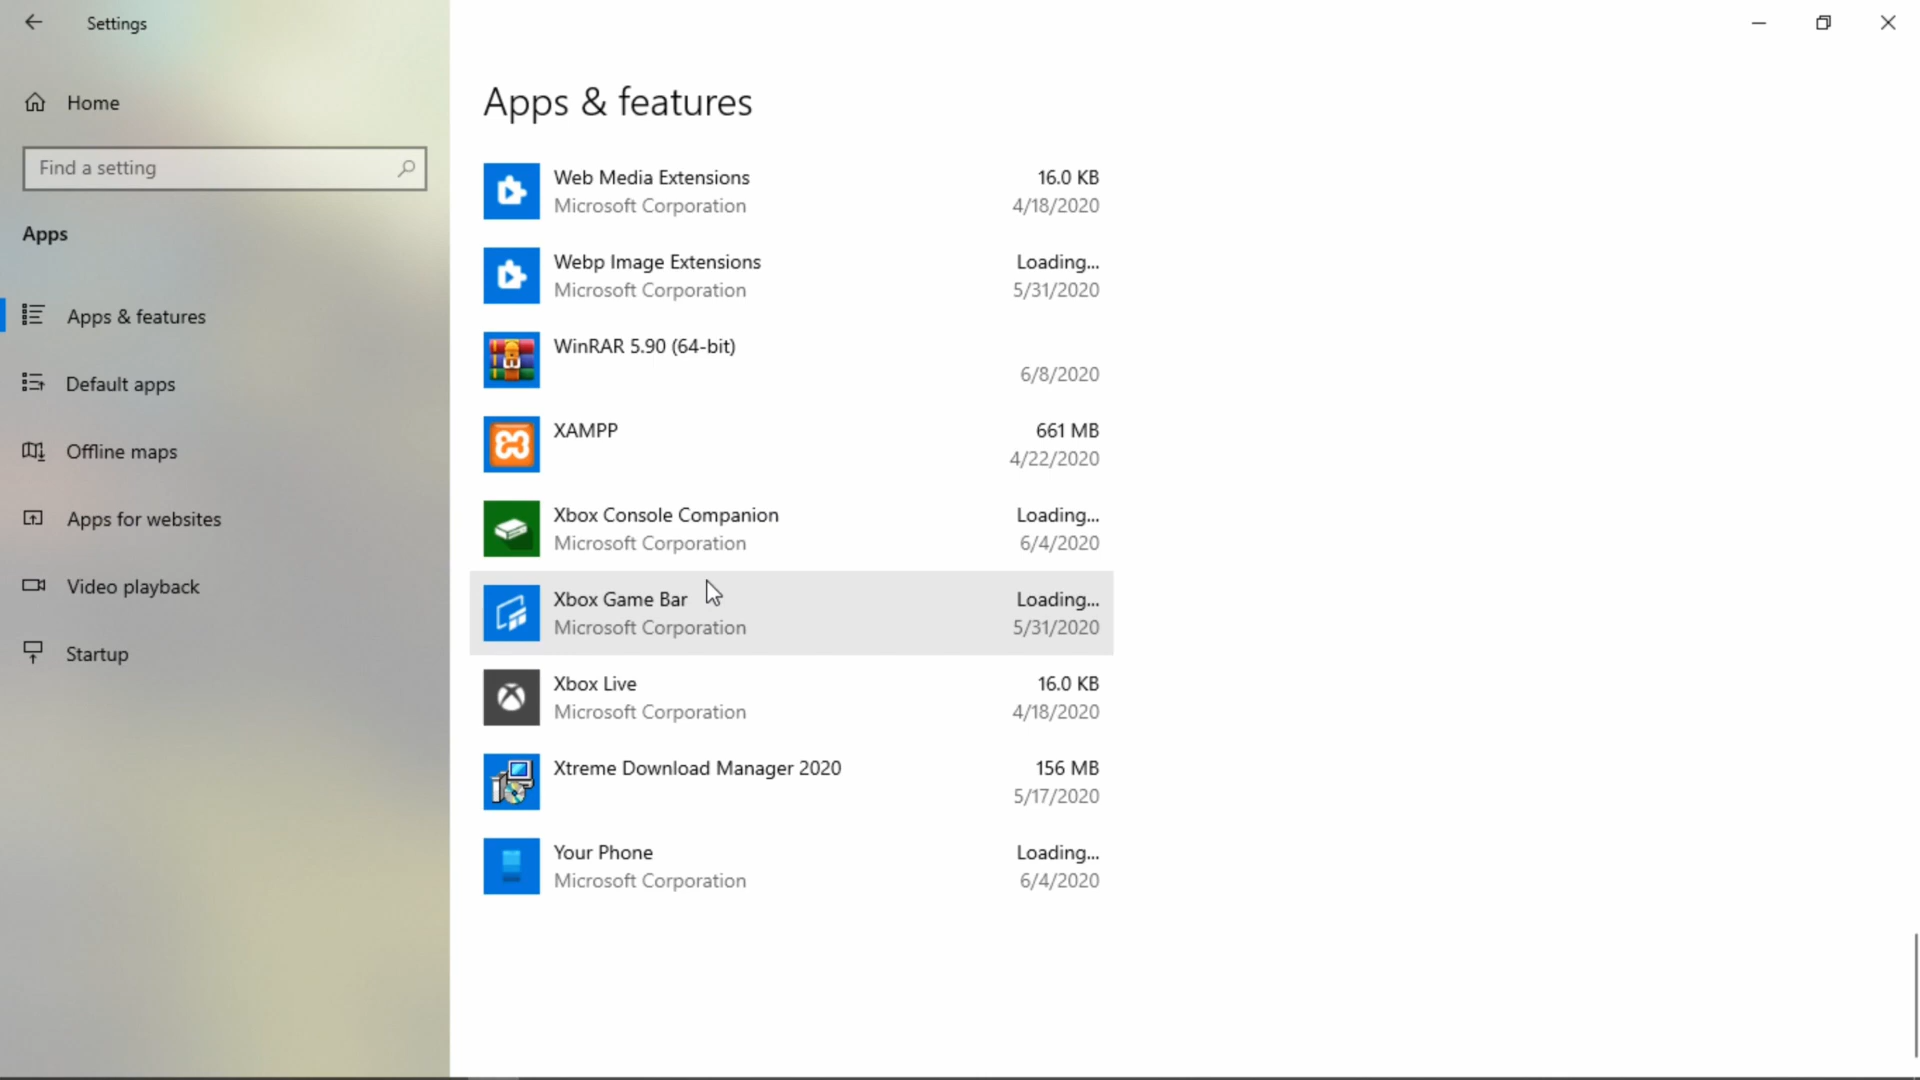 Settings
Home
Find a setting
Apps
Apps & features
Default apps
Offline maps
Apps for websites
Video playback
Startup
Apps & features
Web Media Extensions 16.0 KB
Microsoft Corporation 4/18/2020
Webp Image Extensions Loading...
Microsoft Corporation 5/31/2020
WinRAR 5.90 (64-bit)
6/8/2020
XAMPP 661 MB
4/22/2020
Xbox Console Companion Loading...
Microsoft Corporation 6/4/2020
Xbox Game Bar Loading...
Microsoft Corporation 5/31/2020
Xbox Live 16.0 KB
Microsoft Corporation 4/18/2020
Xtreme Download Manager 2020 156 MB
5/17/2020
Your Phone Loading...
Microsoft Corporation 6/4/2020